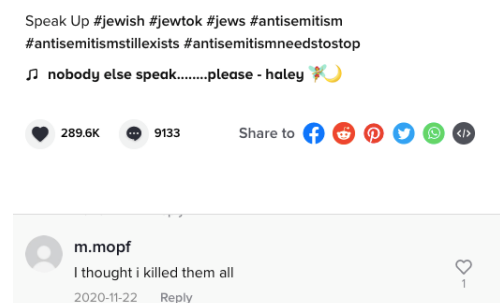 Speak Up #jewish #jewtok #jews #antisemitism
#antisemitismstillexists #antisemitismneedstostop
♫ nobody else speak........please - haley 🧚🌙
289.6K 9133 Share to
m.mopf
I thought i killed them all
1
2020-11-22 Reply